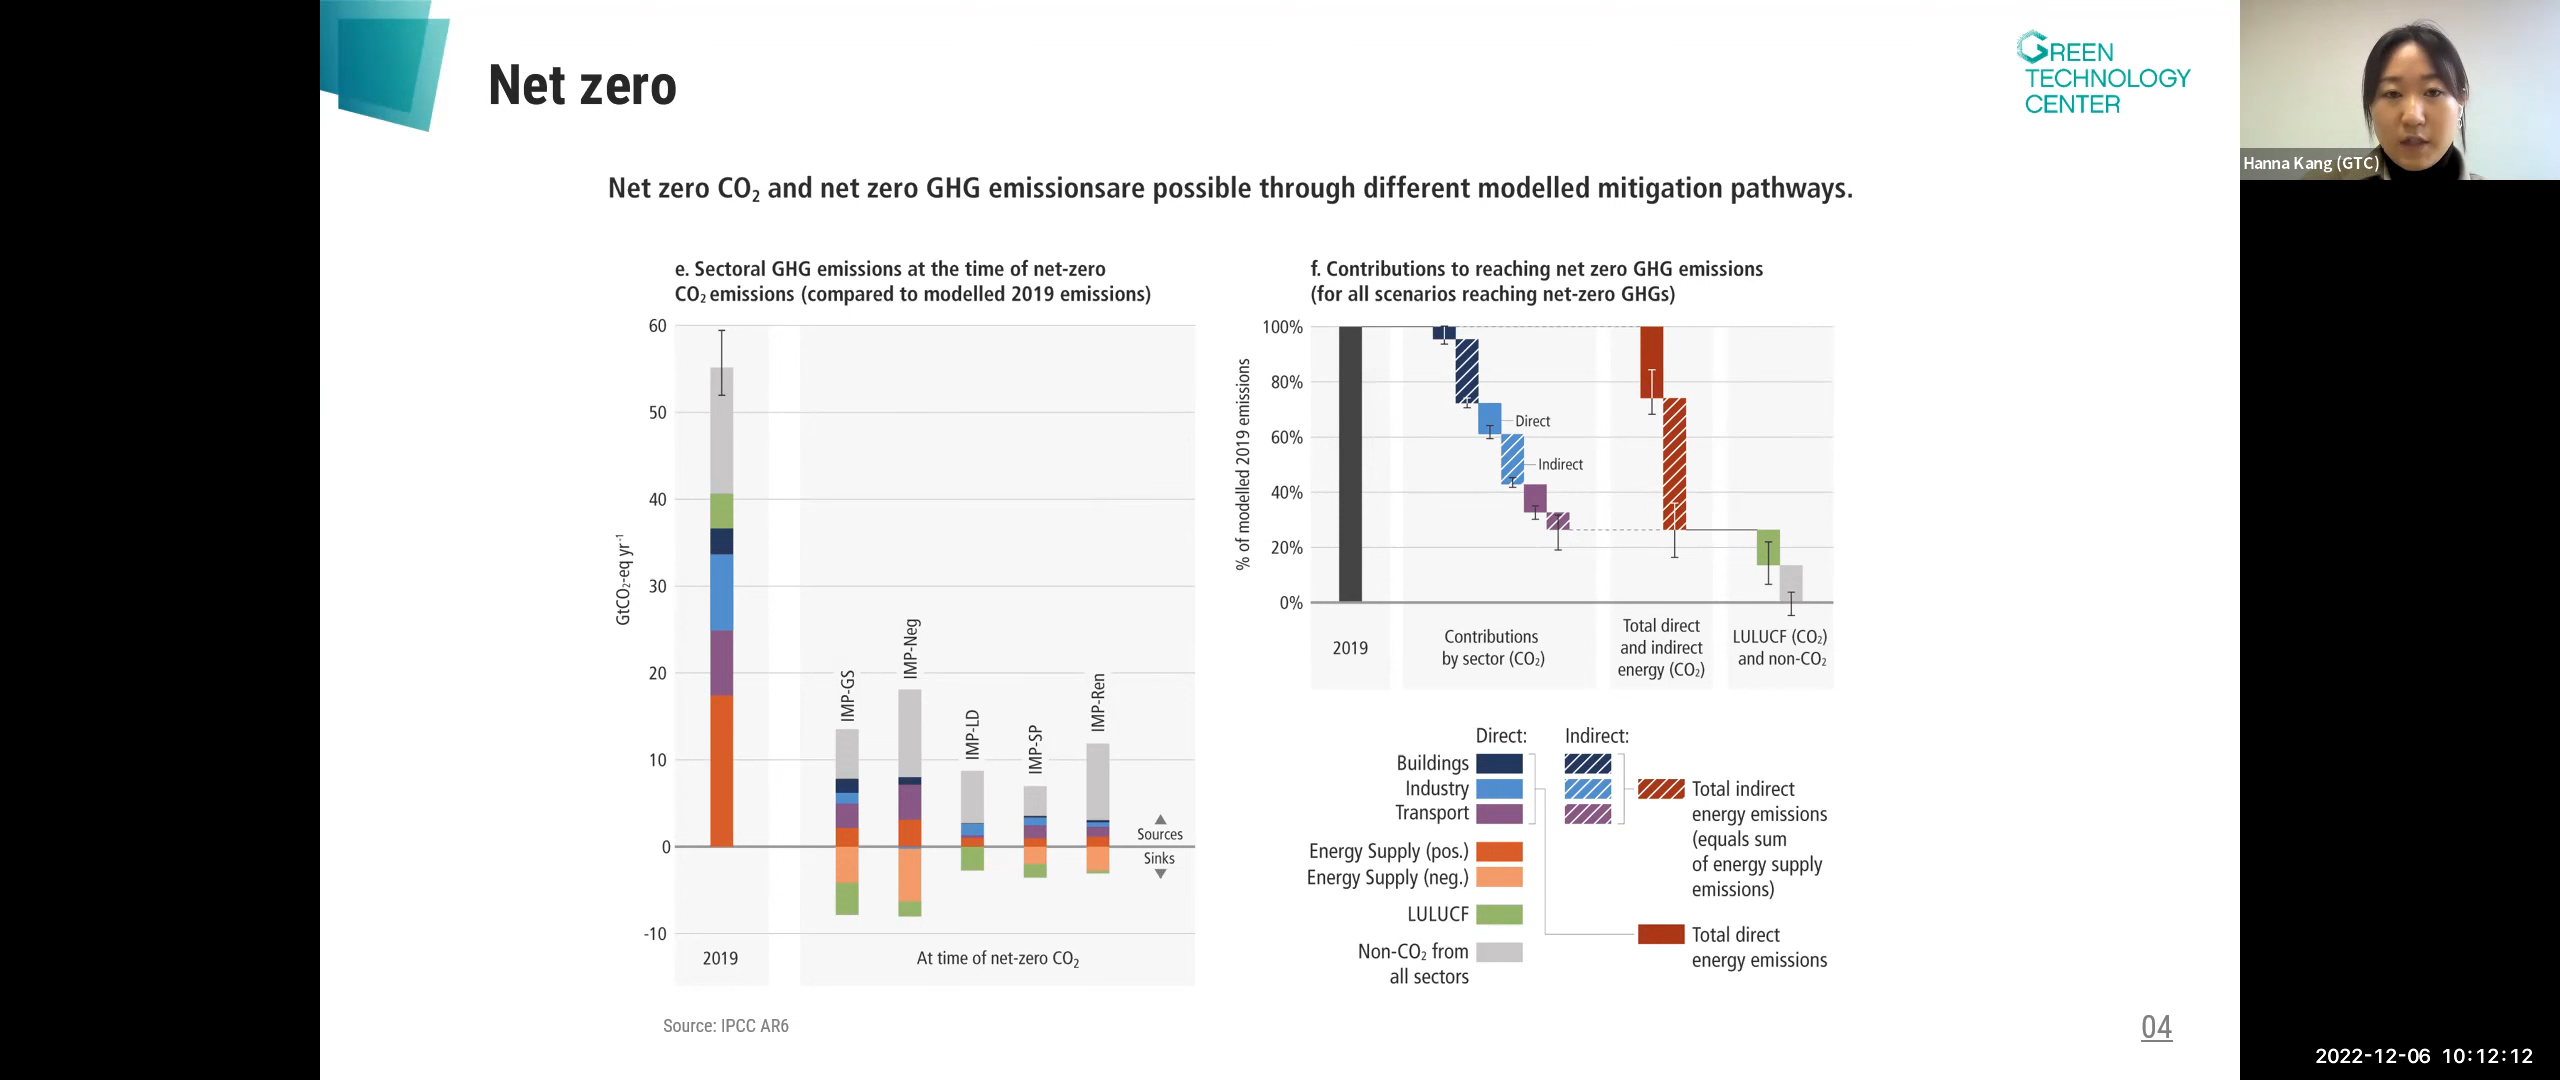 Net zero
GREEN
TECHNOLOGY
CENTER
Hanna Kang (GTC)
Net zero CO₂ and net zero GHG emissionsare possible through different modelled mitigation pathways.
e. Sectoral GHG emissions at the time of net-zero
CO₂ emissions (compared to modelled 2019 emissions)
60
50
40
30
20
10
0
-10
GtCO₂-eq yr⁻¹
IMP-GS
IMP-Neg
IMP-LD
IMP-SP
IMP-Ren
Sources
Sinks
2019
At time of net-zero CO₂
f. Contributions to reaching net zero GHG emissions
(for all scenarios reaching net-zero GHGs)
100%
80%
60%
40%
20%
0%
% of modelled 2019 emissions
Direct
Indirect
2019
Contributions
by sector (CO₂)
Total direct
and indirect
energy (CO₂)
LULUCF (CO₂)
and non-CO₂
Direct:
Indirect:
Buildings
Industry
Transport
Energy Supply (pos.)
Energy Supply (neg.)
LULUCF
Non-CO₂ from
all sectors
Total indirect
energy emissions
(equals sum
of energy supply
emissions)
Total direct
energy emissions
Source: IPCC AR6
04
2022-12-06 10:12:12